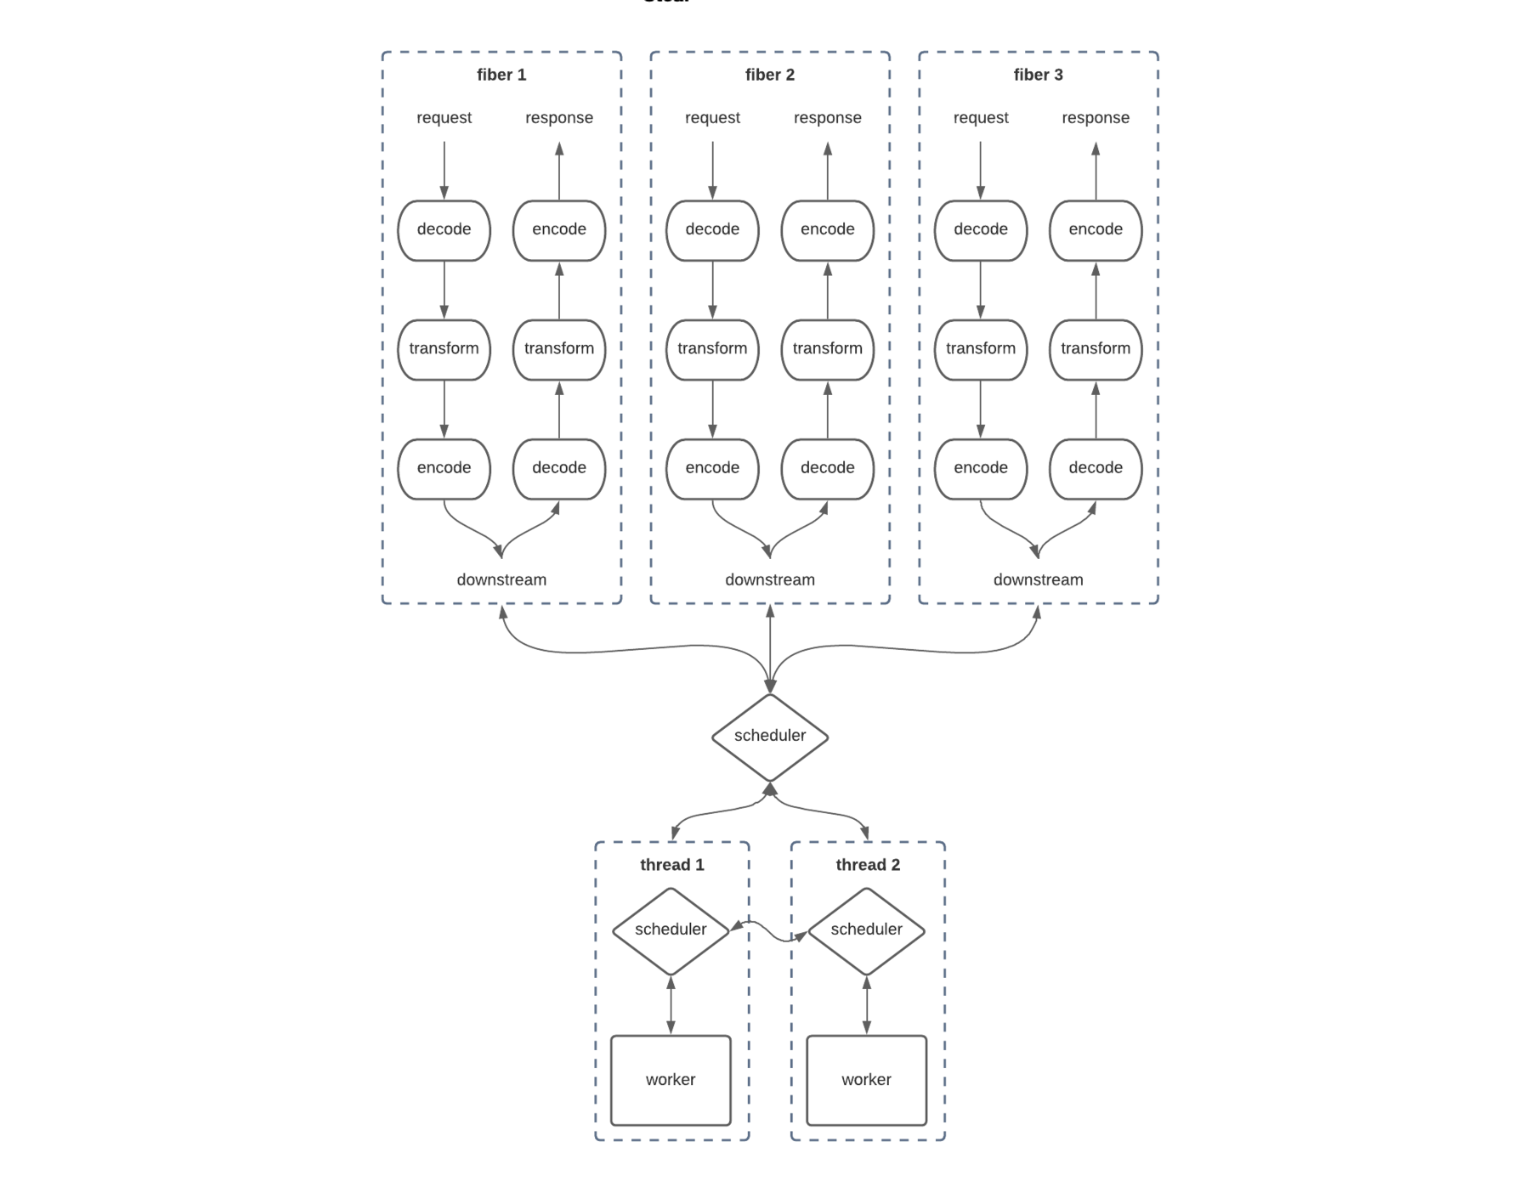 fiber 1
fiber 2
fiber 3
request
response
request
response
request
response
decode
encode
decode
encode
decode
encode
transform
transform
transform
transform
transform
transform
encode
decode
encode
decode
encode
decode
downstream
downstream
downstream
scheduler
thread 1
thread 2
scheduler
scheduler
worker
worker